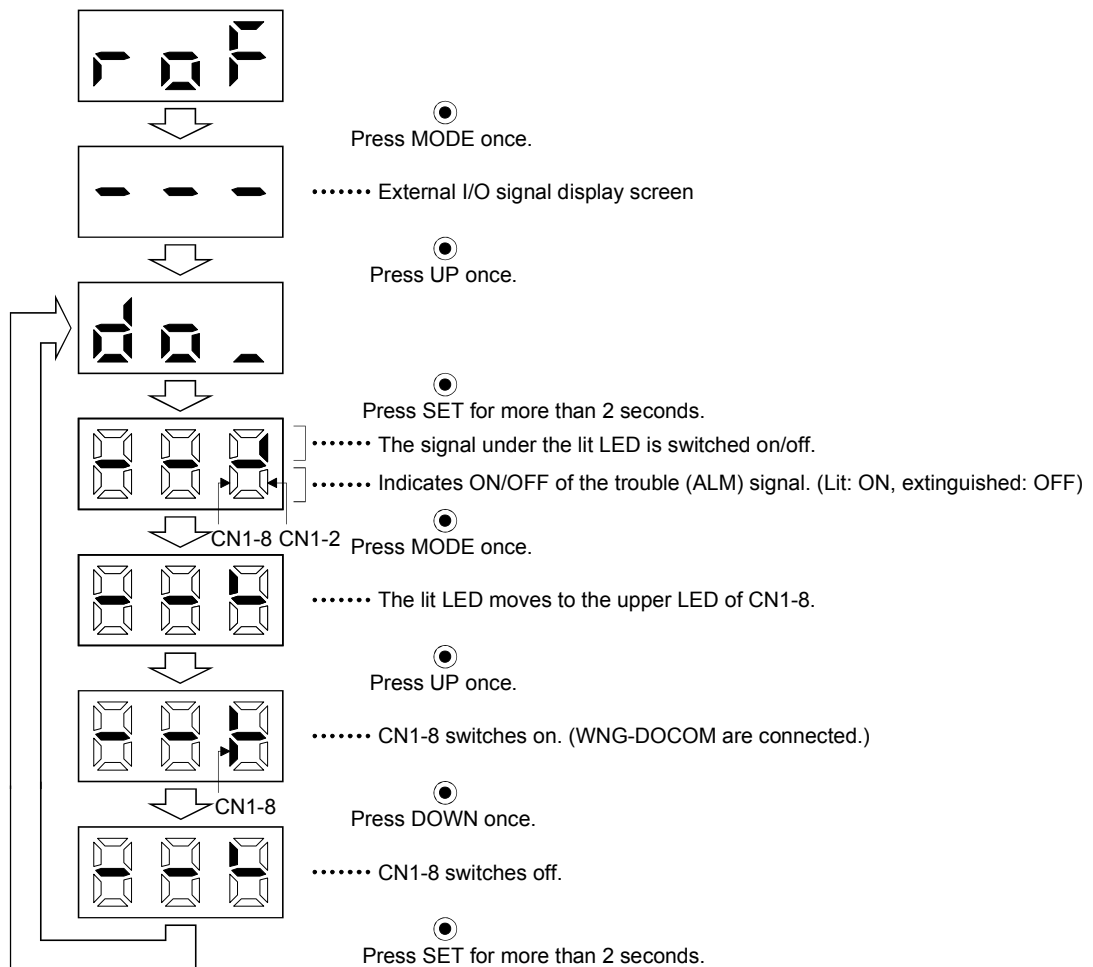 r o F
Press MODE once.
- - -
······· External I/O signal display screen
Press UP once.
d o _
Press SET for more than 2 seconds.
······· The signal under the lit LED is switched on/off.
······· Indicates ON/OFF of the trouble (ALM) signal. (Lit: ON, extinguished: OFF)
CN1-8 CN1-2
Press MODE once.
······· The lit LED moves to the upper LED of CN1-8.
Press UP once.
······· CN1-8 switches on. (WNG-DOCOM are connected.)
CN1-8
Press DOWN once.
······· CN1-8 switches off.
Press SET for more than 2 seconds.